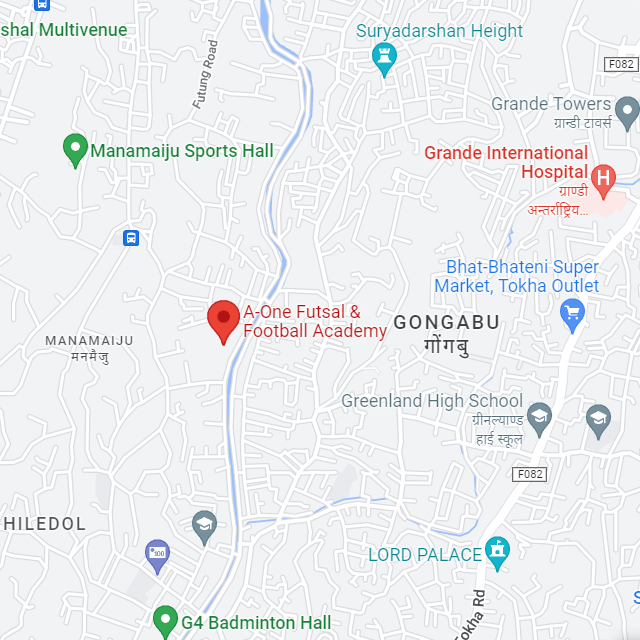 shal Multivenue
Suryadarshan Height
Futung Road
F082
Grande Towers
ग्रान्डी टावर्स
Manamaiju Sports Hall
Grande International
Hospital
H
ग्राण्डी
अन्तर्राष्ट्रिय...
Bhat-Bhateni Super
Market, Tokha Outlet
A-One Futsal &
Football Academy
GONGABU
गोंगबु
MANAMAIJU
मनमैजु
Greenland High School
ग्रीनल्याण्ड
हाई स्कूल
F082
HILEDOL
100
LORD PALACE
Tokha Rd
G4 Badminton Hall
S